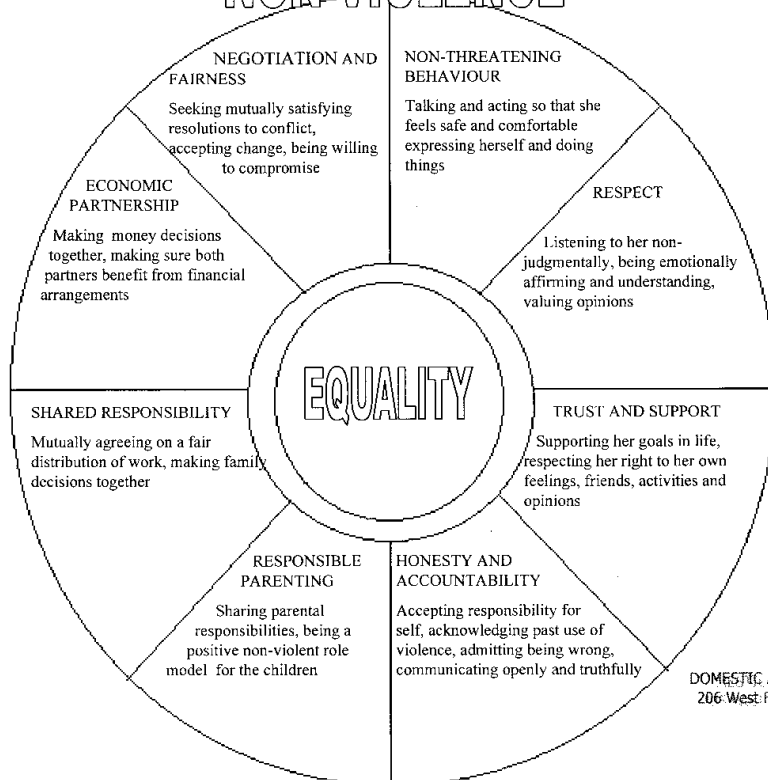 NON-VIOLENCE
NEGOTIATION AND
FAIRNESS
Seeking mutually satisfying
resolutions to conflict,
accepting change, being willing
to compromise
NON-THREATENING
BEHAVIOUR
Talking and acting so that she
feels safe and comfortable
expressing herself and doing
things
ECONOMIC
PARTNERSHIP
Making money decisions
together, making sure both
partners benefit from financial
arrangements
RESPECT
Listening to her non-
judgmentally, being emotionally
affirming and understanding,
valuing opinions
EQUALITY
SHARED RESPONSIBILITY
Mutually agreeing on a fair
distribution of work, making family
decisions together
TRUST AND SUPPORT
Supporting her goals in life,
respecting her right to her own
feelings, friends, activities and
opinions
RESPONSIBLE
PARENTING
Sharing parental
responsibilities, being a
positive non-violent role
model for the children
HONESTY AND
ACCOUNTABILITY
Accepting responsibility for
self, acknowledging past use of
violence, admitting being wrong,
communicating openly and truthfully
DOMESTIC
206 West